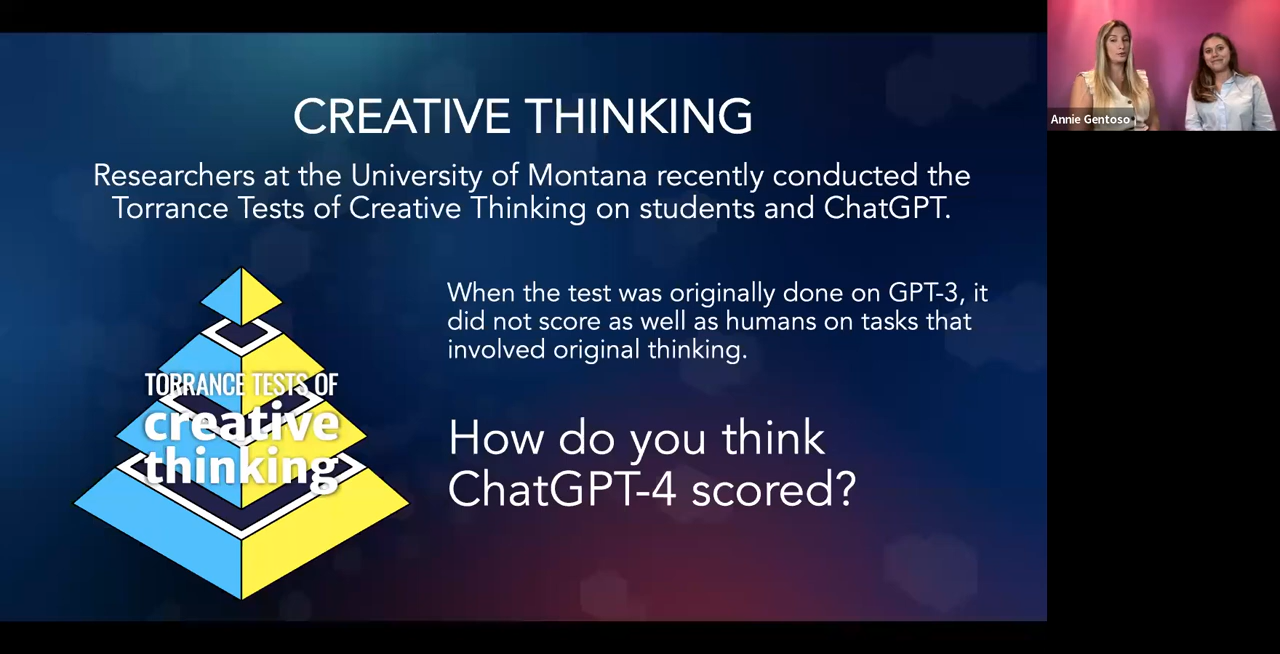 CREATIVE THINKING
Researchers at the University of Montana recently conducted the
Torrance Tests of Creative Thinking on students and ChatGPT.
When the test was originally done on GPT-3, it
did not score as well as humans on tasks that
involved original thinking.
TORRANCE TESTS OF
creative
thinking
How do you think
ChatGPT-4 scored?
Annie Gentoso